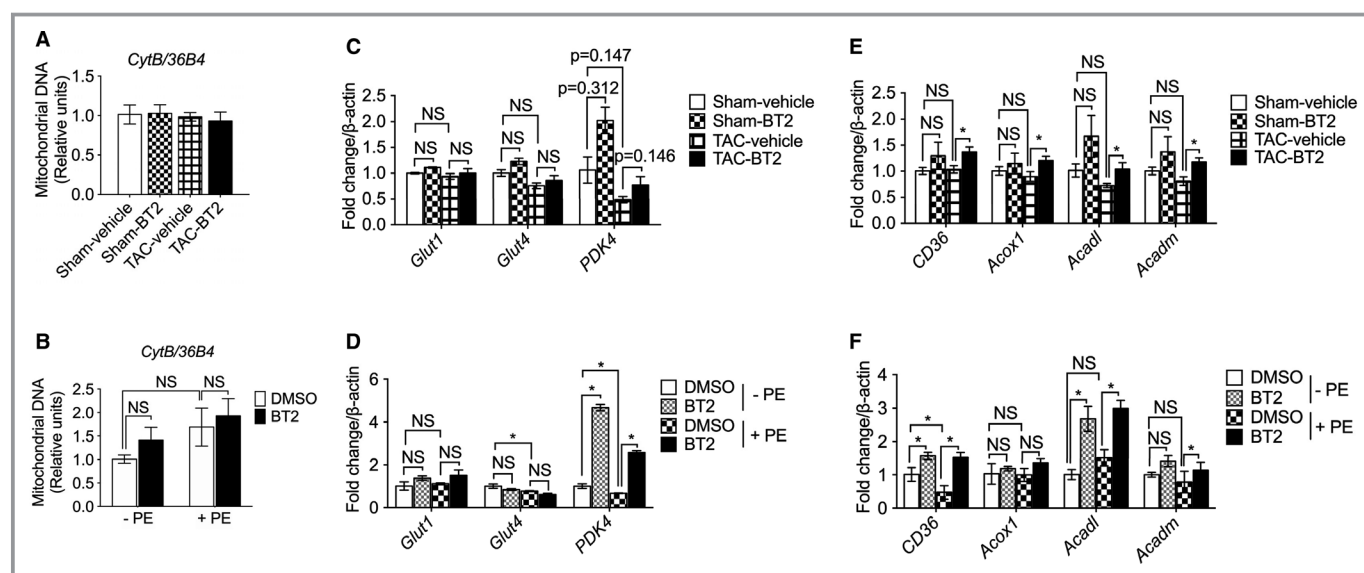 A
CytB/36B4
Mitochondrial DNA
(Relative units)
1.5
1.0
0.5
0.0
Sham-vehicle
Sham-BT2
TAC-vehicle
TAC-BT2
C
p=0.147
p=0.312
NS
NS
p=0.146
NS NS
NS NS
Fold change/β-actin
2.5
2.0
1.5
1.0
0.5
0.0
Glut1
Glut4
PDK4
Sham-vehicle
Sham-BT2
TAC-vehicle
TAC-BT2
E
NS
NS
NS
NS
NS *
NS *
NS *
NS *
Fold change/β-actin
2.5
2.0
1.5
1.0
0.5
0.0
CD36
Acox1
Acadl
Acadm
Sham-vehicle
Sham-BT2
TAC-vehicle
TAC-BT2
B
CytB/36B4
Mitochondrial DNA
(Relative units)
2.5
2.0
1.5
1.0
0.5
0.0
NS
NS
NS
- PE
+ PE
DMSO
BT2
D
Fold change/β-actin
6
4
2
0
NS
NS NS
*
NS NS
*
* *
Glut1
Glut4
PDK4
DMSO
BT2
- PE
DMSO
BT2
+ PE
F
Fold change/β-actin
4
3
2
1
0
*
* *
NS
NS NS
NS
* *
NS
NS *
CD36
Acox1
Acadl
Acadm
DMSO
BT2
- PE
DMSO
BT2
+ PE